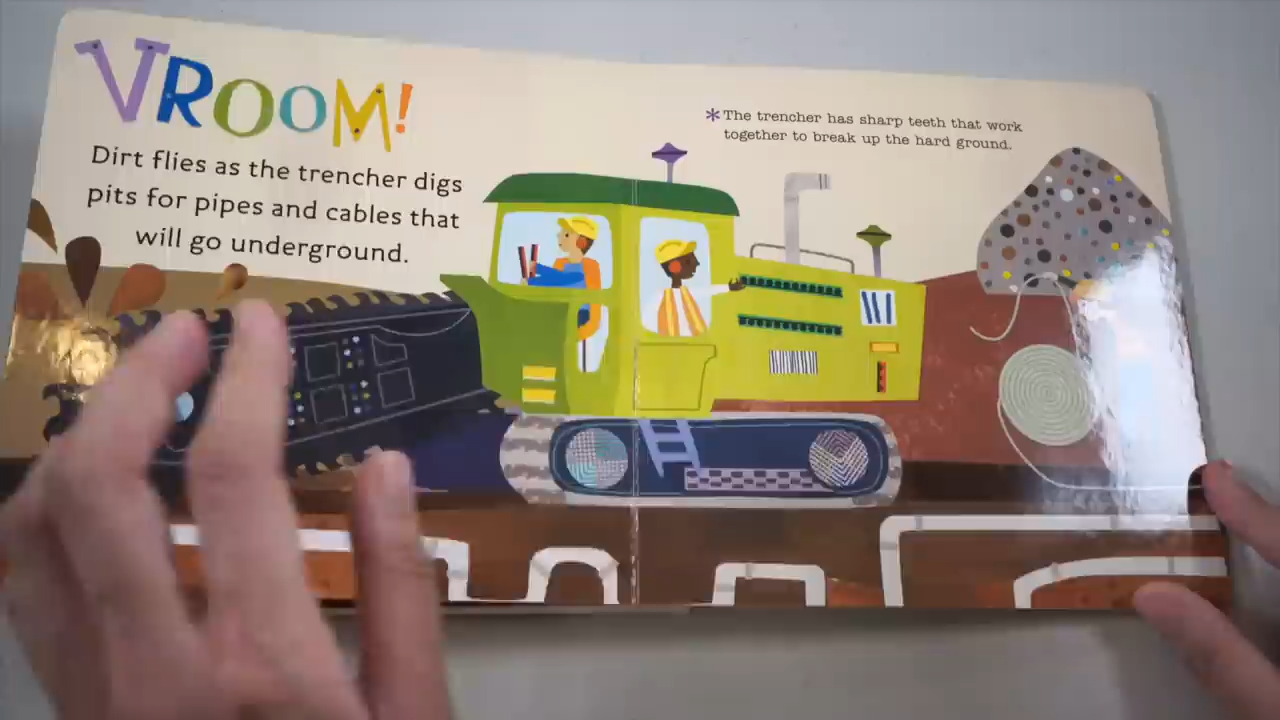 VROOM!
Dirt flies as the trencher digs
pits for pipes and cables that
will go underground.
*The trencher has sharp teeth that work
together to break up the hard ground.